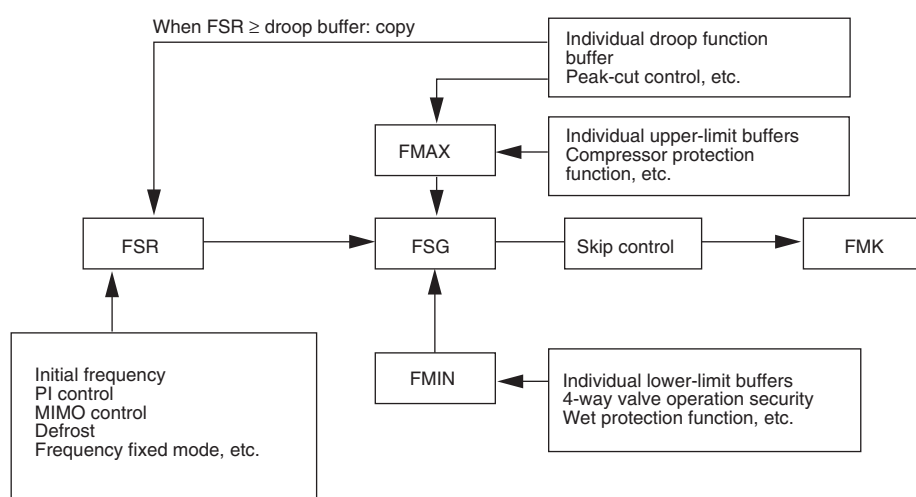 When FSR ≥ droop buffer: copy
Individual droop function
buffer
Peak-cut control, etc.
FMAX
Individual upper-limit buffers
Compressor protection
function, etc.
FSR
FSG
Skip control
FMK
Initial frequency
PI control
MIMO control
Defrost
Frequency fixed mode, etc.
FMIN
Individual lower-limit buffers
4-way valve operation security
Wet protection function, etc.